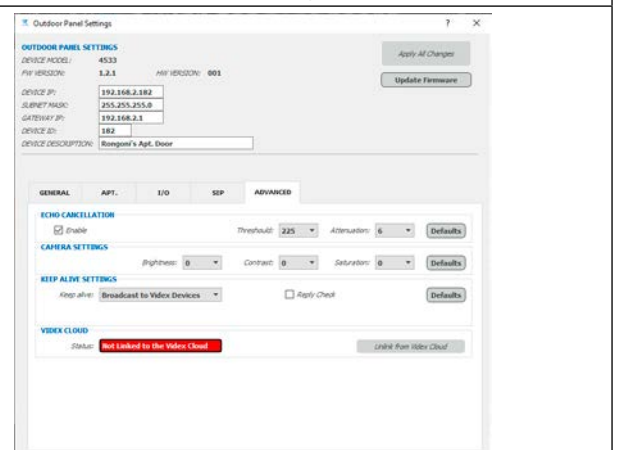 Outdoor Panel Settings ? ×
OUTDOOR PANEL SETTINGS
Apply All Changes
DEVICE MODEL: 4533
FW VERSION: 1.2.1 HW VERSION: 001
Update Firmware
DEVICE IP: 192.168.2.182
SUBNET MASK: 255.255.255.0
GATEWAY IP: 192.168.2.1
DEVICE ID: 182
DEVICE DESCRIPTION: Rongoni's Apt. Door
GENERAL APT. I/O SIP ADVANCED
ECHO CANCELLATION
Enable Threshold: 225 Attenuation: 6 Defaults
CAMERA SETTINGS
Brightness: 0 Contrast: 0 Saturation: 0 Defaults
KEEP ALIVE SETTINGS
Keep alive: Broadcast to Videx Devices Reply Check Defaults
VIDEX CLOUD
Status: Not Linked to the Videx Cloud Unlink from Videx Cloud